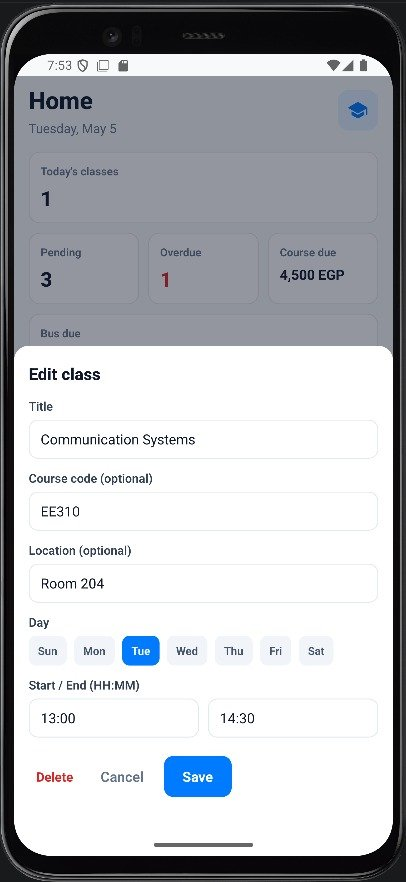 7:53
Home
Tuesday, May 5
Today's classes
1
Pending
3
Overdue
1
Course due
4,500 EGP
Bus due
Edit class
Title
Communication Systems
Course code (optional)
EE310
Location (optional)
Room 204
Day
Sun Mon Tue Wed Thu Fri Sat
Start / End (HH:MM)
13:00 14:30
Delete Cancel Save